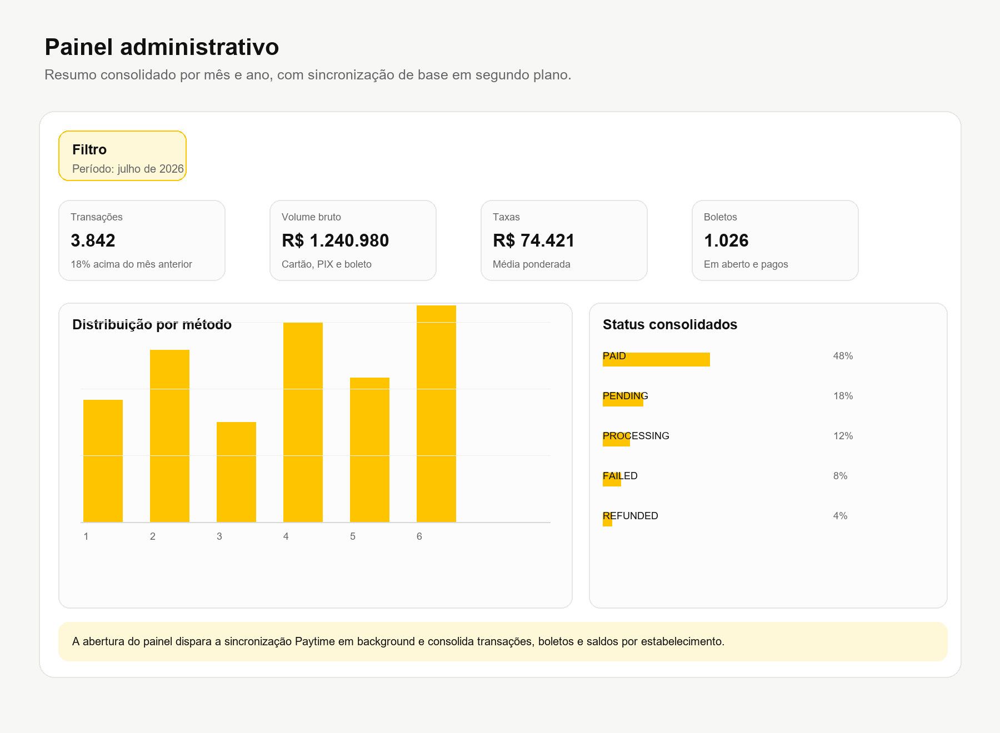 Painel administrativo
Resumo consolidado por mês e ano, com sincronização de base em segundo plano.
Filtro
Período: julho de 2026
Transações
3.842
18% acima do mês anterior
Volume bruto
R$ 1.240.980
Cartão, PIX e boleto
Taxas
R$ 74.421
Média ponderada
Boletos
1.026
Em aberto e pagos
Distribuição por método
1 2 3 4 5 6
Status consolidados
PAID 48%
PENDING 18%
PROCESSING 12%
FAILED 8%
REFUNDED 4%
A abertura do painel dispara a sincronização Paytime em background e consolida transações, boletos e saldos por estabelecimento.